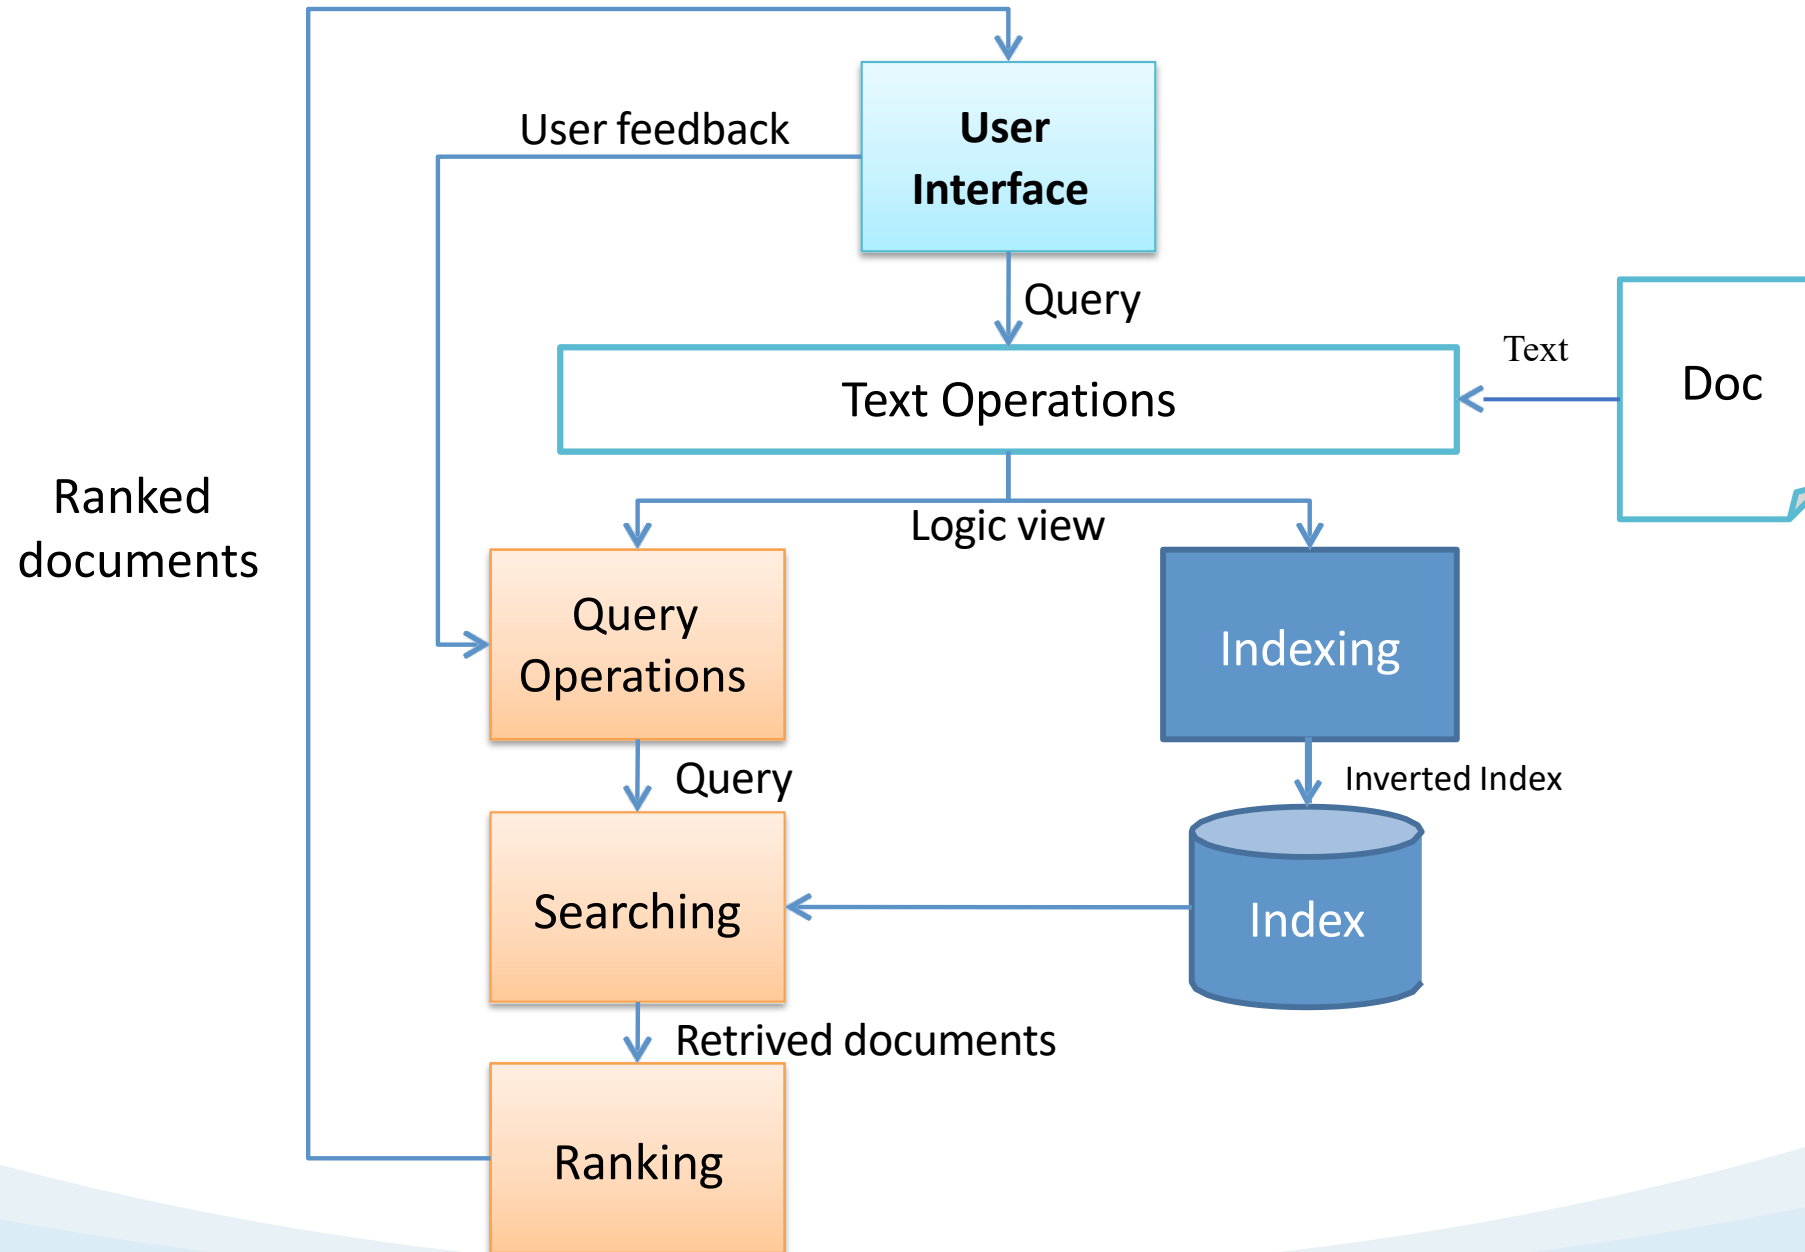 User feedback
User
Interface
Query
Text
Text Operations
Doc
Ranked
documents
Logic view
Query
Operations
Indexing
Query
Inverted Index
Searching
Index
Retrived documents
Ranking